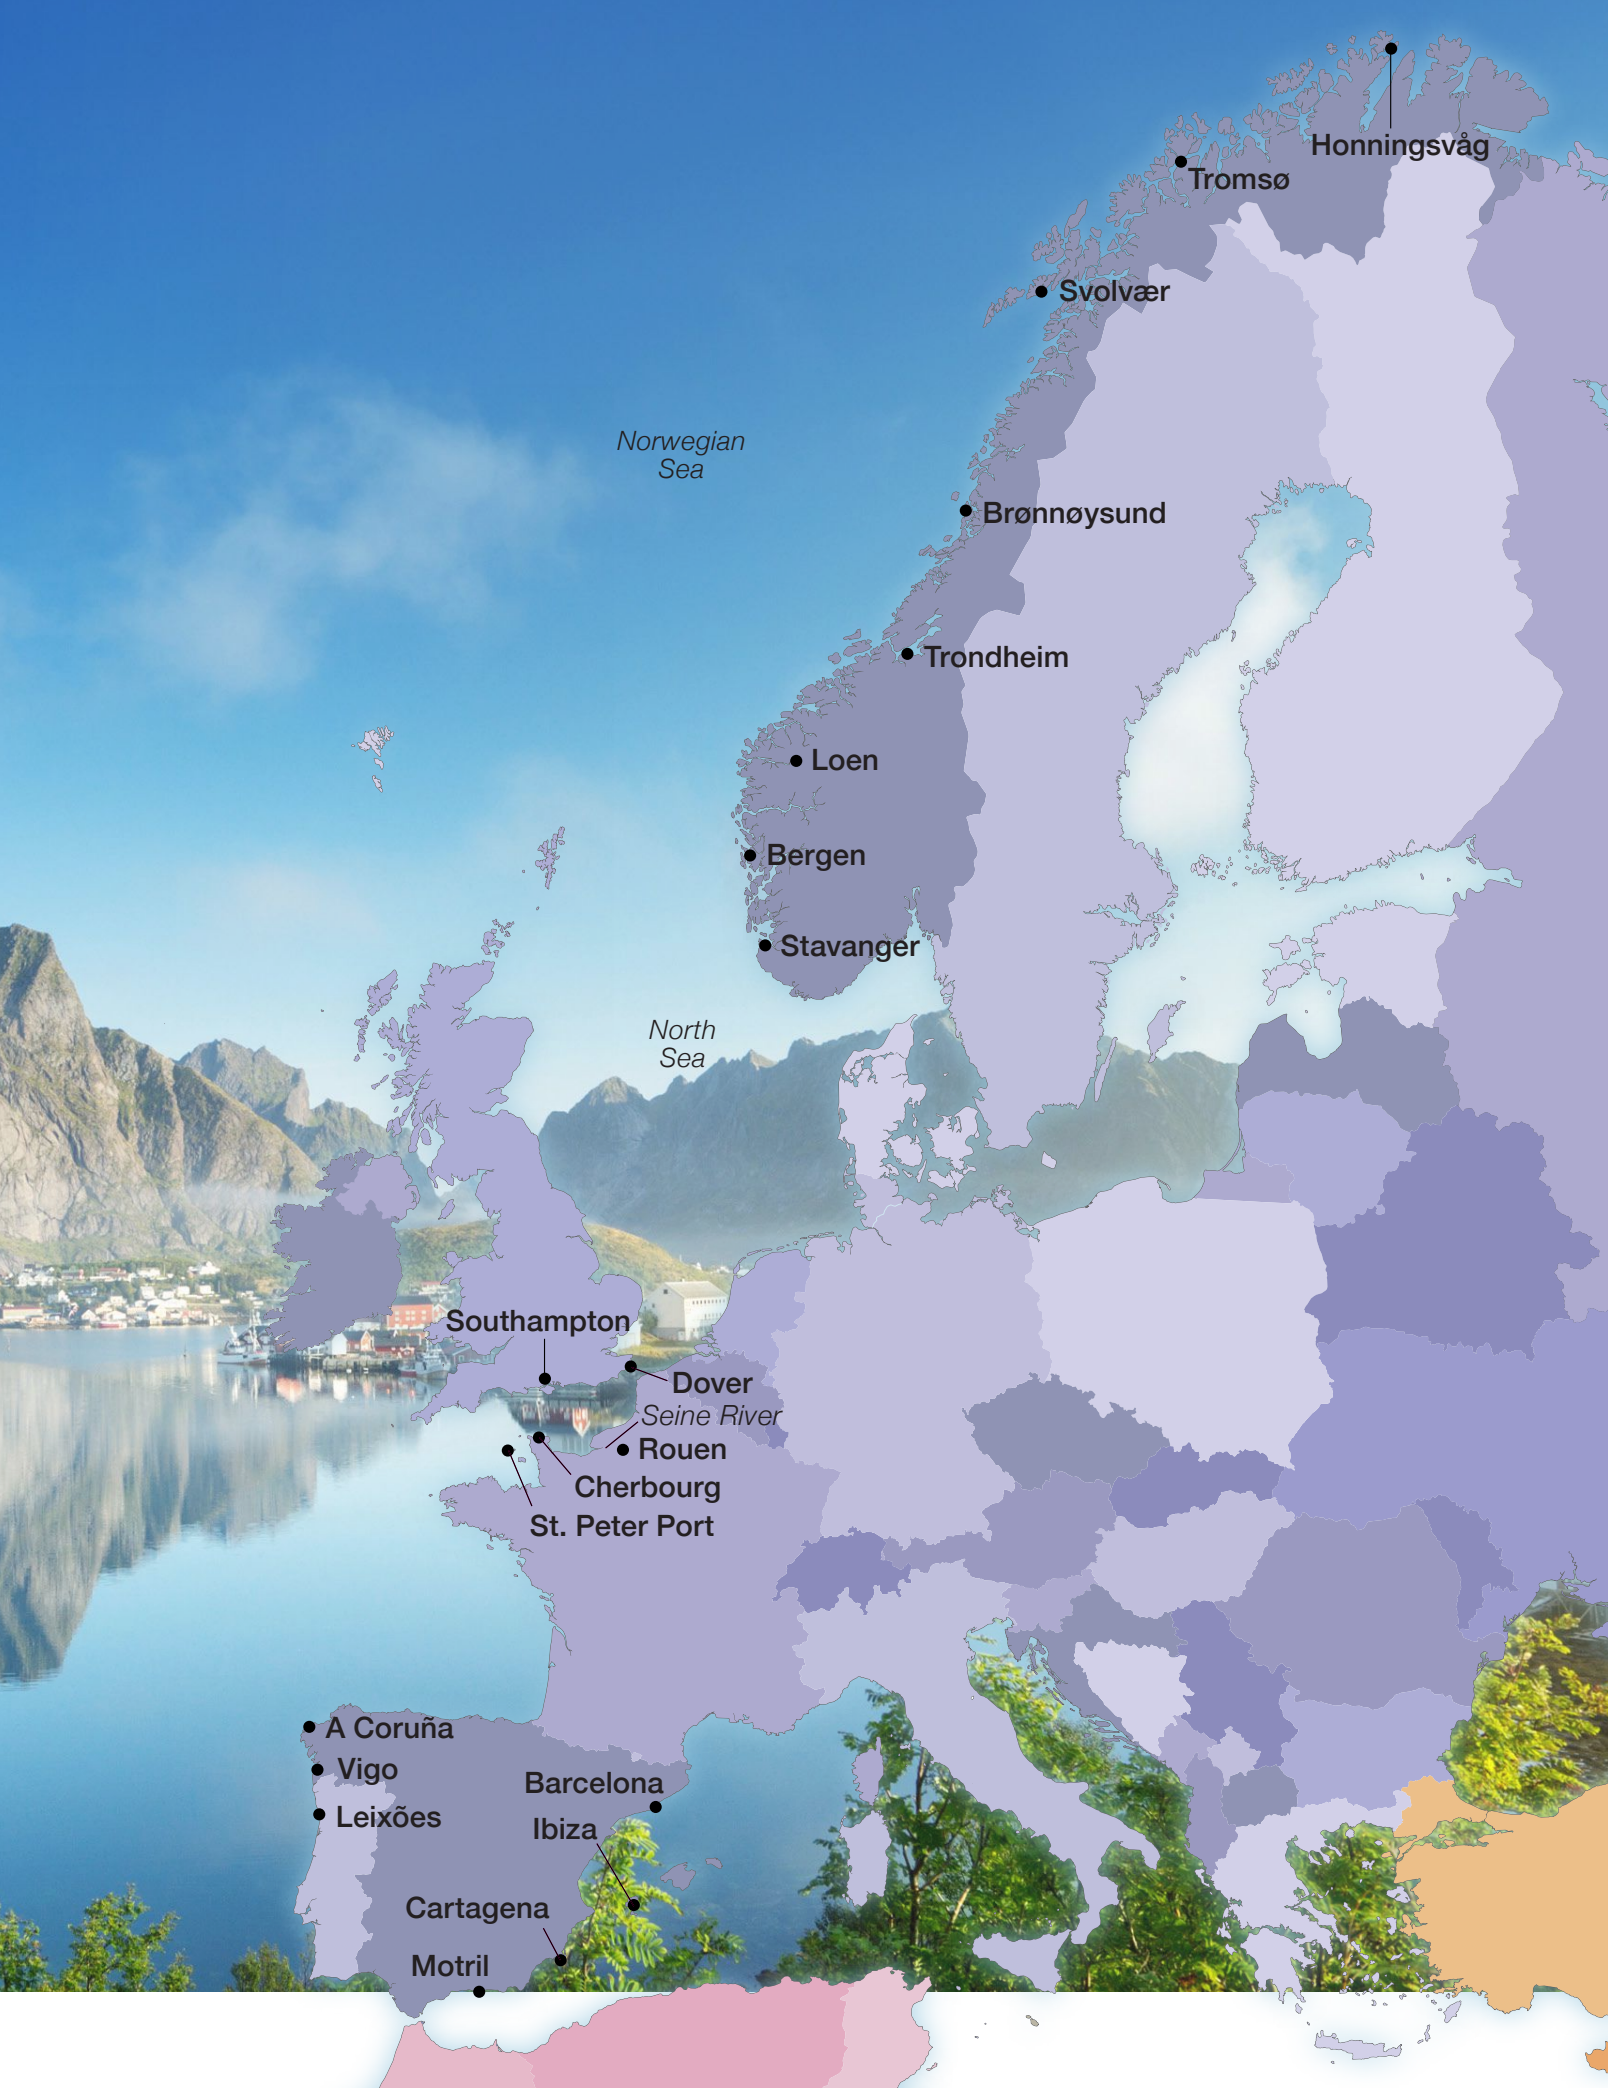 Honningsvåg
Tromsø
Svolvær
Norwegian
Sea
Brønnøysund
Trondheim
Loen
Bergen
Stavanger
North
Sea
Southampton
Dover
Seine River
Rouen
Cherbourg
St. Peter Port
A Coruña
Vigo
Barcelona
Leixões
Ibiza
Cartagena
Motril